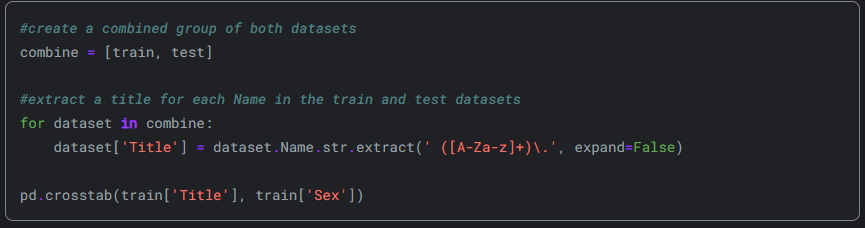 #create a combined group of both datasets
combine = [train, test]
#extract a title for each Name in the train and test datasets
for dataset in combine:
    dataset['Title'] = dataset.Name.str.extract(' ([A-Za-z]+)\.', expand=False)
pd.crosstab(train['Title'], train['Sex'])